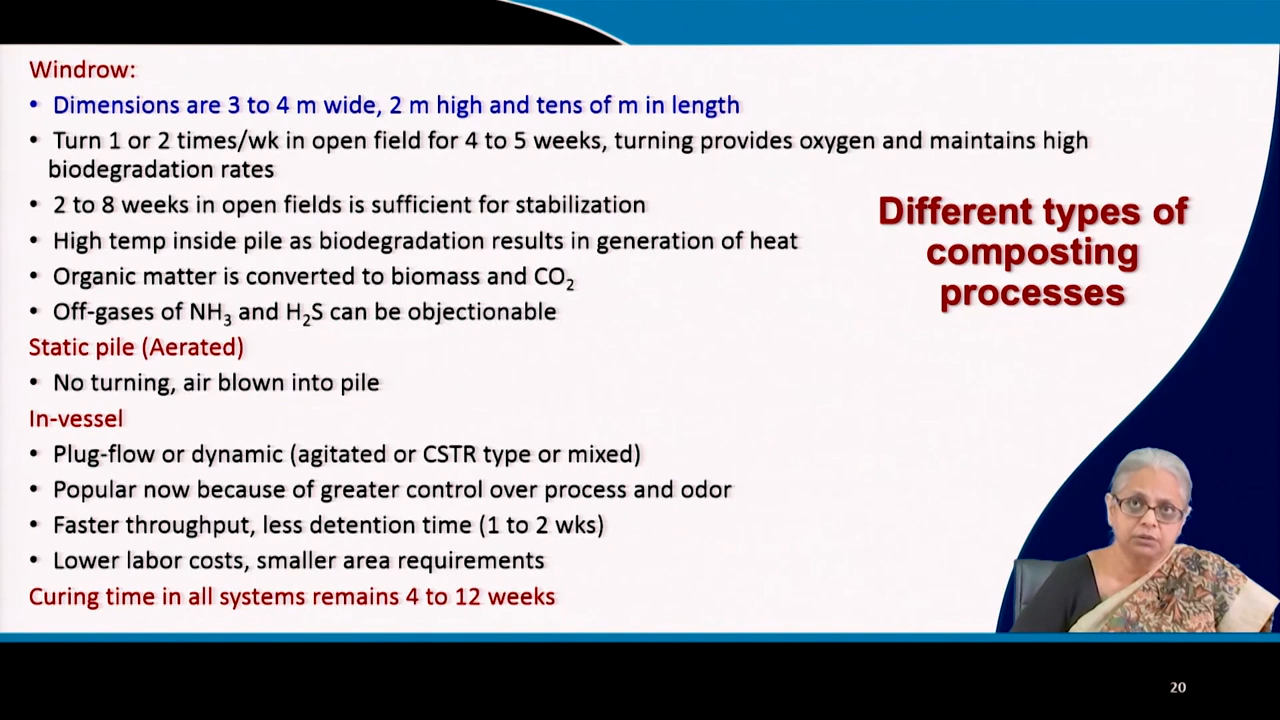 Windrow:
• Dimensions are 3 to 4 m wide, 2 m high and tens of m in length
• Turn 1 or 2 times/wk in open field for 4 to 5 weeks, turning provides oxygen and maintains high
biodegradation rates
• 2 to 8 weeks in open fields is sufficient for stabilization
• High temp inside pile as biodegradation results in generation of heat
• Organic matter is converted to biomass and CO₂
• Off-gases of NH₃ and H₂S can be objectionable
Static pile (Aerated)
• No turning, air blown into pile
In-vessel
• Plug-flow or dynamic (agitated or CSTR type or mixed)
• Popular now because of greater control over process and odor
• Faster throughput, less detention time (1 to 2 wks)
• Lower labor costs, smaller area requirements
Curing time in all systems remains 4 to 12 weeks
Different types of
composting
processes
20